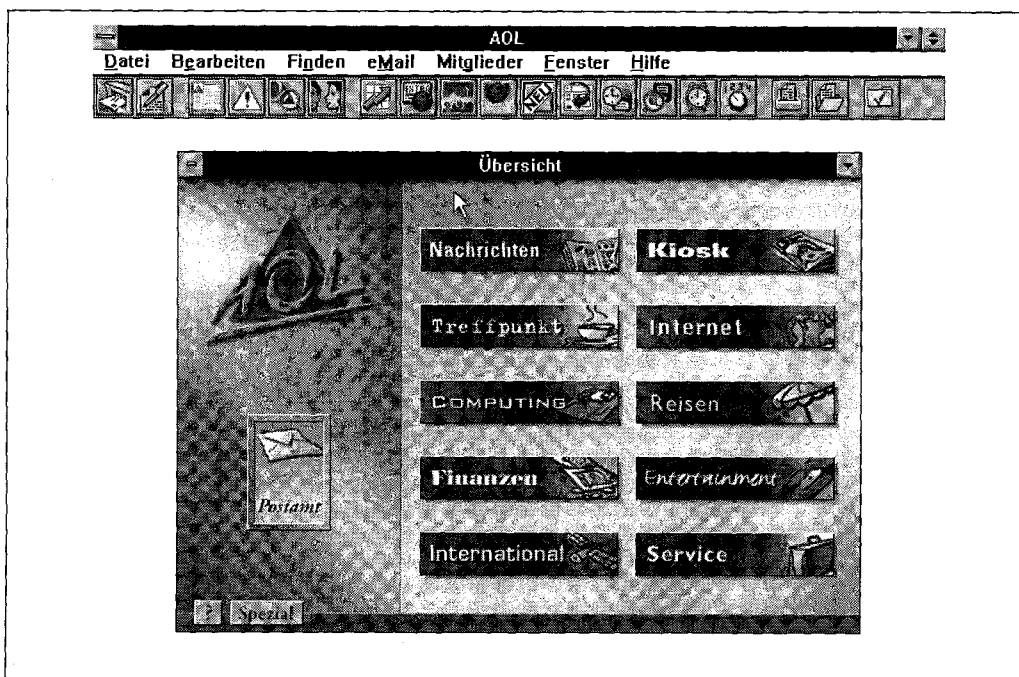 AOL
Datei Bearbeiten Finden eMail Mitglieder Fenster Hilfe
NEU
Übersicht
AOL
Nachrichten
Kiosk
Treffpunkt
Internet
COMPUTING
Reisen
Finanzen
Entertainment
Postamt
International
Service
? Spezial